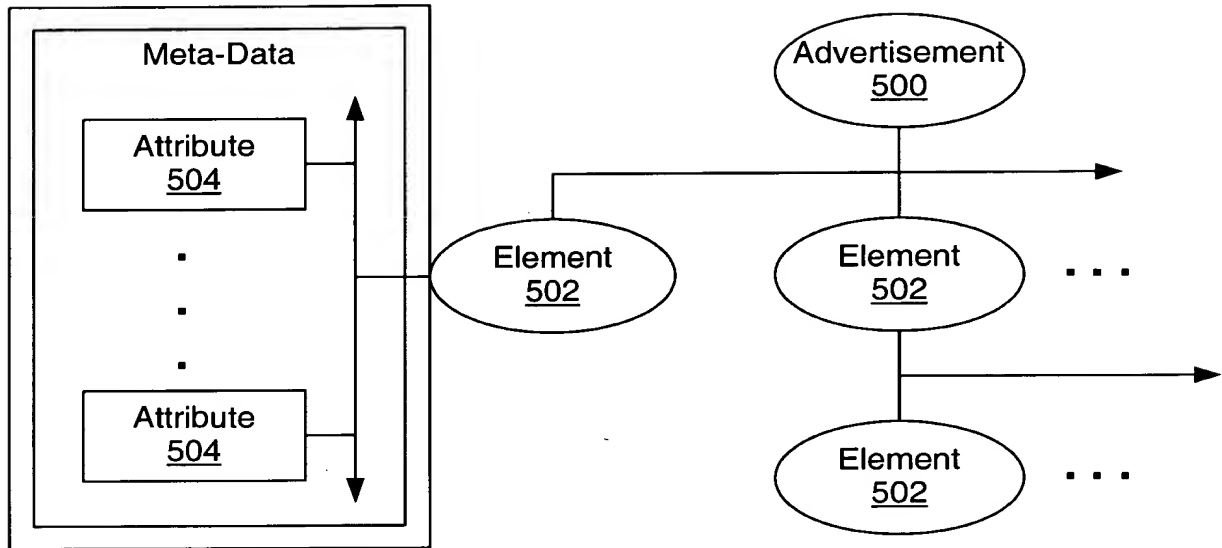 Meta-Data
Attribute
504
Attribute
504
Advertisement
500
Element
502
Element
502
Element
502